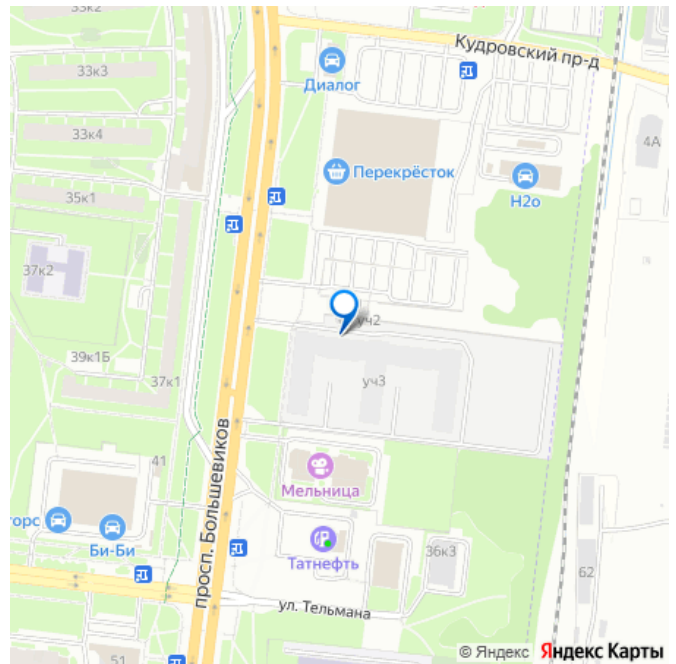 33к2
Кудровский пр-д
33к3
Диалог
33к4
4А
Перекрёсток
35к1
Н2о
37к2
уч2
39к1Б
37к1
уч3
просп. Большевиков
41
Мельница
торс
Би-Би
Татнефть
36к3
62
ул. Тельмана
51
© Яндекс Яндекс Карты